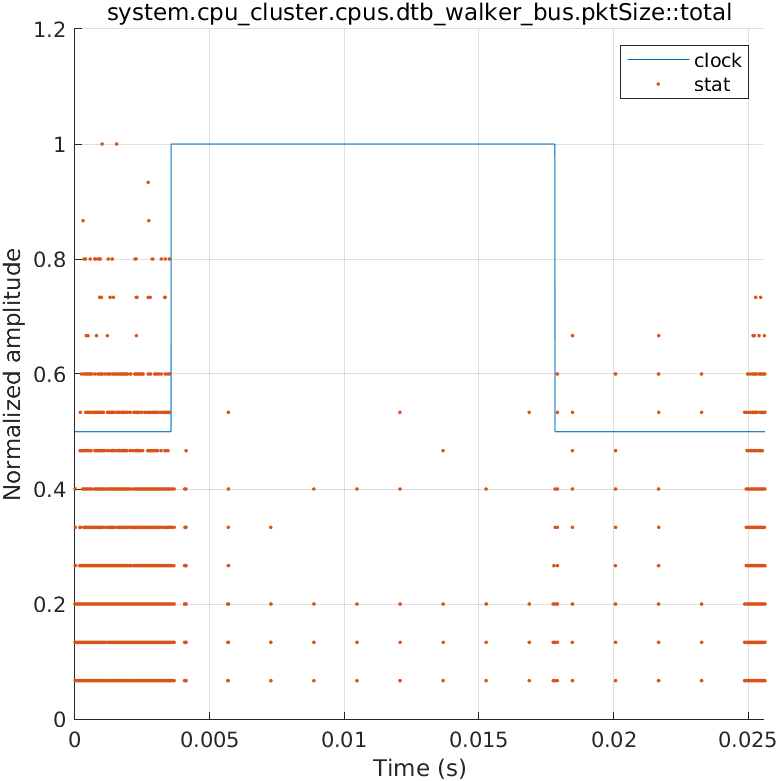 system.cpu_cluster.cpus.dtb_walker_bus.pktSize::total
1.2
clock
stat
1
0.8
0.6
0.4
0.2
0
Normalized amplitude
0
0.005
0.01
0.015
0.02
0.025
Time (s)